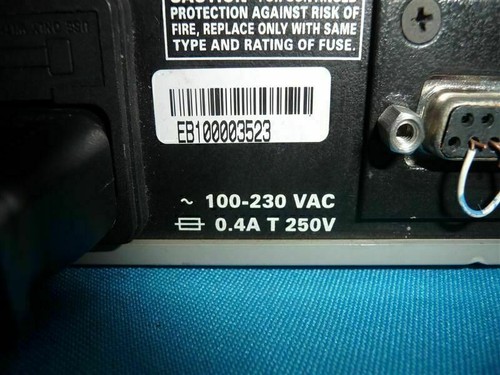 PROTECTION AGAINST RISK OF
FIRE, REPLACE ONLY WITH SAME
TYPE AND RATING OF FUSE.
EB100003523
~ 100-230 VAC
0.4A T 250V